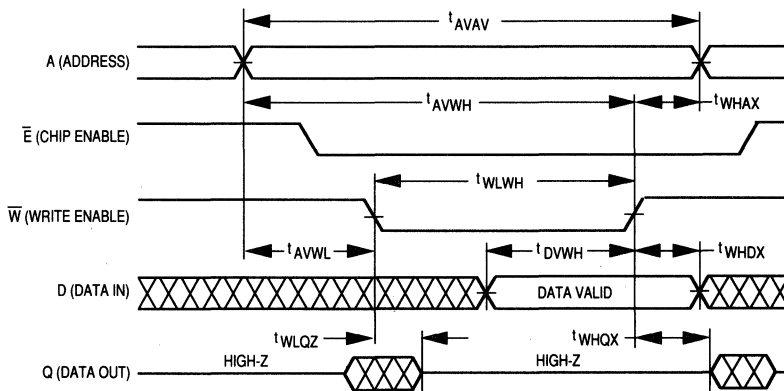 tAVAV
A (ADDRESS)
tAVWH
tWHAX
E (CHIP ENABLE)
tWLWH
W (WRITE ENABLE)
tAVWL
tDVWH
tWHDX
D (DATA IN)
DATA VALID
tWLQZ
tWHQX
Q (DATA OUT)
HIGH-Z
HIGH-Z